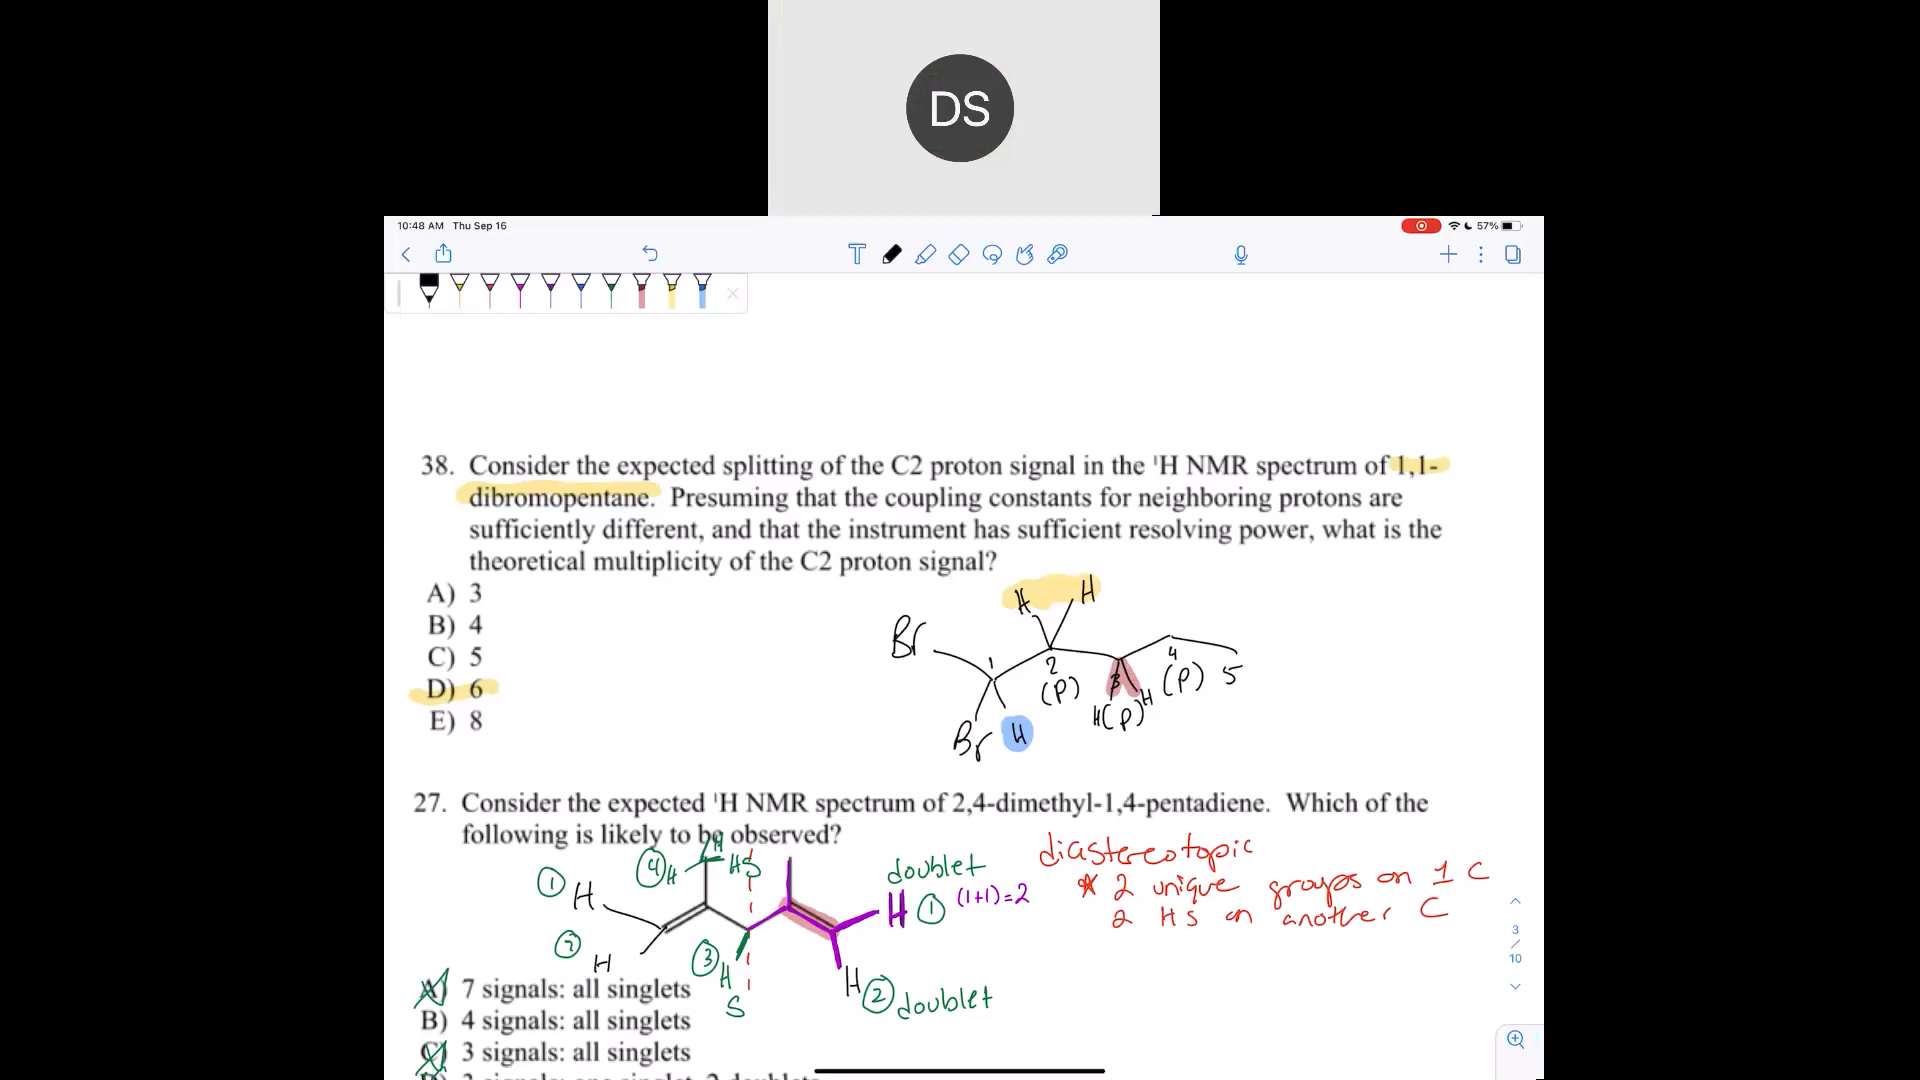 DS
10:48 AM Thu Sep 16
57%
38. Consider the expected splitting of the C2 proton signal in the ¹H NMR spectrum of 1,1-
dibromopentane. Presuming that the coupling constants for neighboring protons are
sufficiently different, and that the instrument has sufficient resolving power, what is the
theoretical multiplicity of the C2 proton signal?
A) 3
B) 4
C) 5
D) 6
E) 8
H H
Br
1 2 3 4 5
(P) H(P) H (P)
Br H
27. Consider the expected ¹H NMR spectrum of 2,4-dimethyl-1,4-pentadiene. Which of the
following is likely to be observed?
diastereotopic
* 2 unique groups on 1 C
2 Hs on another C
4 H H H S
doublet
1 H
H 1 (1+1)=2
2 H
3 H
S
H 2 doublet
A) 7 signals: all singlets
B) 4 signals: all singlets
C) 3 signals: all singlets
3
/
10